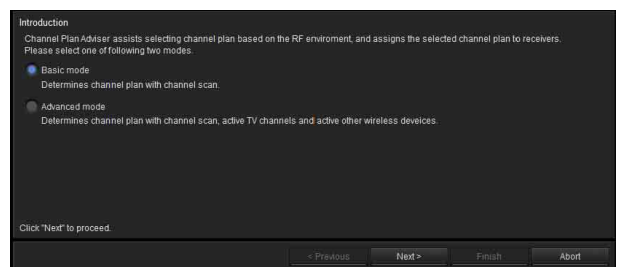 Introduction
Channel Plan Adviser assists selecting channel plan based on the RF enviroment, and assigns the selected channel plan to receivers.
Please select one of following two modes.
Basic mode
Determines channel plan with channel scan.
Advanced mode
Determines channel plan with channel scan, active TV channels and active other wireless deveices.
Click "Next" to proceed.
< Previous
Next >
Finish
Abort